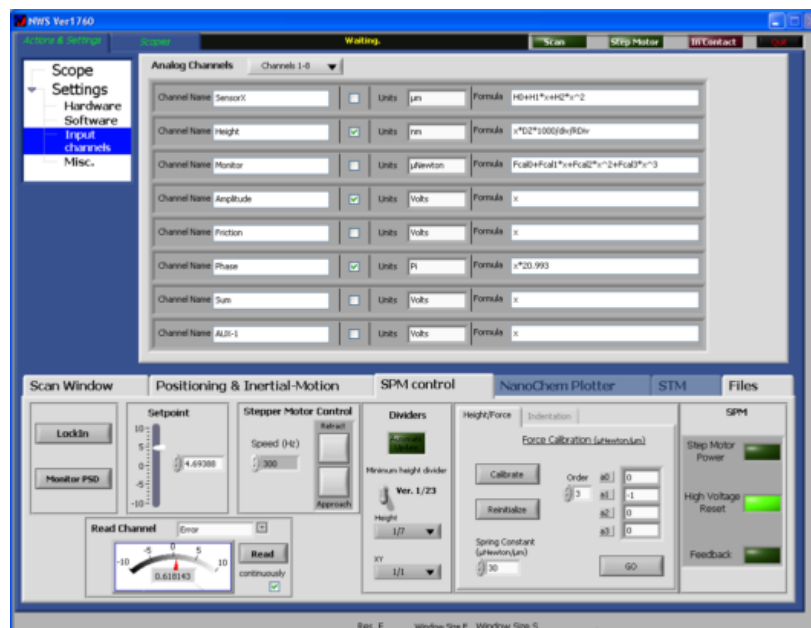 NWS Ver1760
Actions & Settings Scopes Waiting. Scan Step Motor In Contact Quit
Scope
Settings
Hardware
Software
Input
channels
Misc.
Analog Channels Channels 1-8
Channel Name SensorX Units µm Formula H0+H1*x+H2*x^2
Channel Name Height Units nm Formula x*D2*1000/div/RDiv
Channel Name Monitor Units µNewton Formula Fcal0+Fcal1*x+Fcal2*x^2+Fcal3*x^3
Channel Name Amplitude Units Volts Formula x
Channel Name Friction Units Volts Formula x
Channel Name Phase Units Pi Formula x*20.993
Channel Name Sum Units Volts Formula x
Channel Name AUX-1 Units Volts Formula x
Scan Window Positioning & Inertial-Motion SPM control NanoChem Plotter STM Files
LockIn
Monitor PSD
Setpoint
10
5
0
-5
-10
4.69388
Stepper Motor Control
Retract
Speed (Hz)
300
Approach
Read Channel Error
-10 -5 0 5 10
0.618143
Read
continuously
Dividers
Update
Minimum height divider
Ver. 1/23
Height
1/7
XY
1/1
Height/Force Indentation
Force Calibration (µNewton/µm)
Calibrate
Reinitialize
Order
3
a0 0
a1 -1
a2 0
a3 0
Spring Constant
(µNewton/µm)
30
GO
SPM
Step Motor
Power
High Voltage
Reset
Feedback
Res. F Window Size F Window Size S